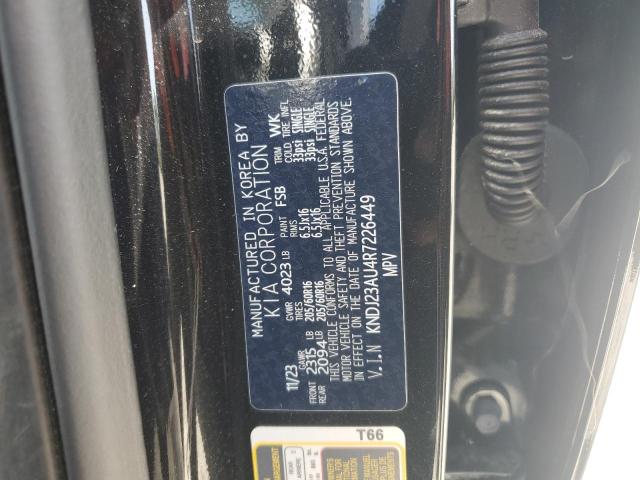 MANUFACTURED IN KOREA BY
KIA CORPORATION
11/23 GVWR 4023 LB PAINT FSB TRIM WK
GAWR TIRES RIMS COLD TIRE INFL.
FRONT 2315 LB 205/60R16 6.5Jx16 33psi SINGLE
REAR 2094 LB 205/60R16 6.5Jx16 33psi SINGLE
THIS VEHICLE CONFORMS TO ALL APPLICABLE U.S.A. FEDERAL
MOTOR VEHICLE SAFETY AND THEFT PREVENTION STANDARDS
IN EFFECT ON THE DATE OF MANUFACTURE SHOWN ABOVE.
V.I.N KNDJ23AU4R7226449
MPV
T66
REAR
ARRIERE